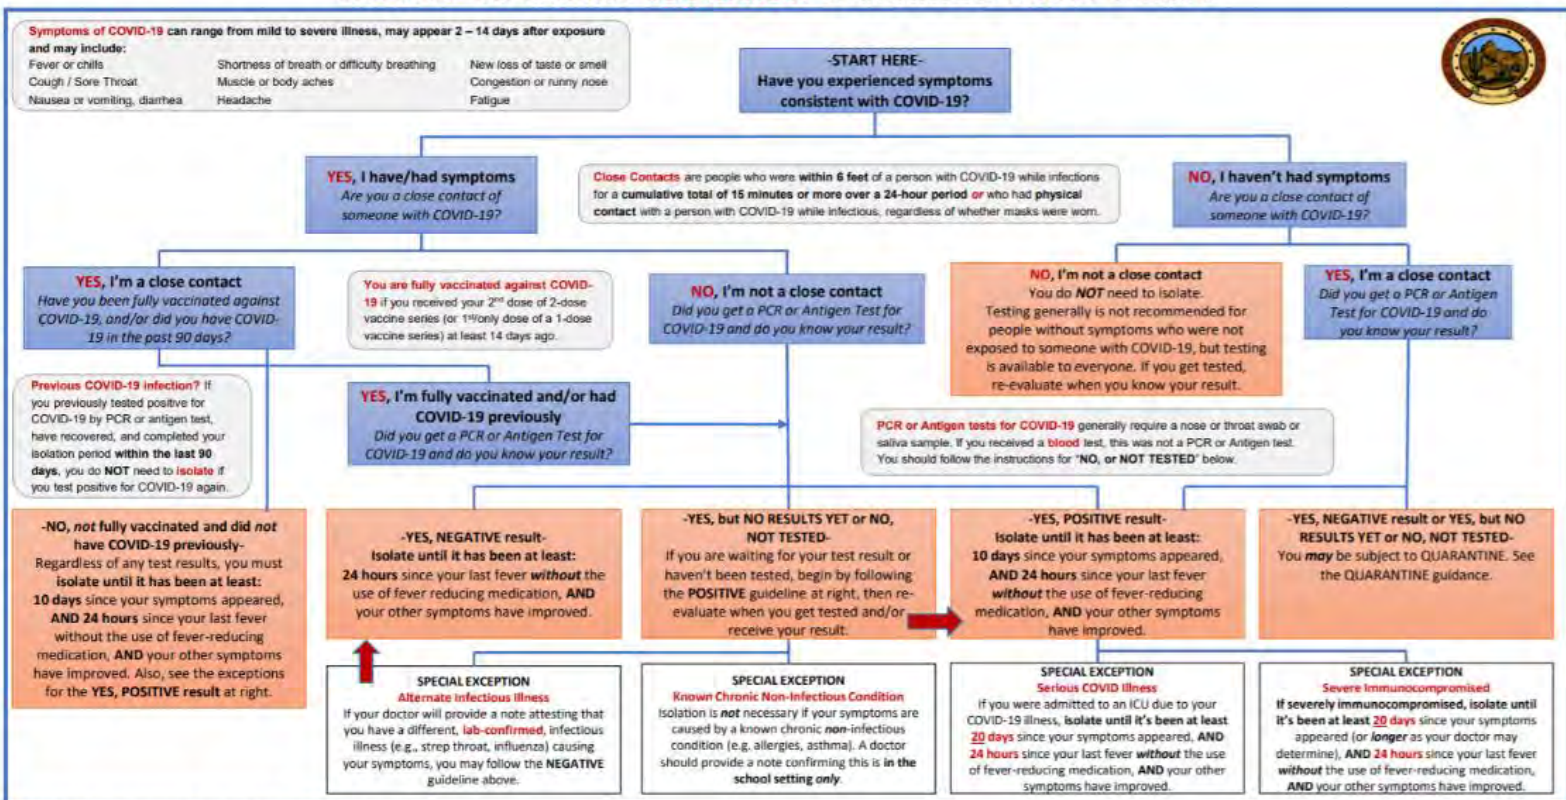 Symptoms of COVID-19 can range from mild to severe illness, may appear 2 – 14 days after exposure
and may include:
Fever or chills Shortness of breath or difficulty breathing New loss of taste or smell
Cough / Sore Throat Muscle or body aches Congestion or runny nose
Nausea or vomiting, diarrhea Headache Fatigue
-START HERE-
Have you experienced symptoms
consistent with COVID-19?
YES, I have/had symptoms
Are you a close contact of
someone with COVID-19?
Close Contacts are people who were within 6 feet of a person with COVID-19 while infections
for a cumulative total of 15 minutes or more over a 24-hour period or who had physical
contact with a person with COVID-19 while infectious, regardless of whether masks were worn.
NO, I haven't had symptoms
Are you a close contact of
someone with COVID-19?
YES, I'm a close contact
Have you been fully vaccinated against
COVID-19, and/or did you have COVID-
19 in the past 90 days?
You are fully vaccinated against COVID-
19 if you received your 2nd dose of 2-dose
vaccine series (or 1st/only dose of a 1-dose
vaccine series) at least 14 days ago.
NO, I'm not a close contact
Did you get a PCR or Antigen Test for
COVID-19 and do you know your result?
NO, I'm not a close contact
You do NOT need to isolate.
Testing generally is not recommended for
people without symptoms who were not
exposed to someone with COVID-19, but testing
is available to everyone. If you get tested,
re-evaluate when you know your result.
YES, I'm a close contact
Did you get a PCR or Antigen
Test for COVID-19 and do
you know your result?
Previous COVID-19 infection? If
you previously tested positive for
COVID-19 by PCR or antigen test,
have recovered, and completed your
isolation period within the last 90
days, you do NOT need to isolate if
you test positive for COVID-19 again.
YES, I'm fully vaccinated and/or had
COVID-19 previously
Did you get a PCR or Antigen Test for
COVID-19 and do you know your result?
PCR or Antigen tests for COVID-19 generally require a nose or throat swab or
saliva sample. If you received a blood test, this was not a PCR or Antigen test.
You should follow the instructions for "NO, or NOT TESTED" below.
-NO, not fully vaccinated and did not
have COVID-19 previously-
Regardless of any test results, you must
isolate until it has been at least:
10 days since your symptoms appeared,
AND 24 hours since your last fever
without the use of fever-reducing
medication, AND your other symptoms
have improved. Also, see the exceptions
for the YES, POSITIVE result at right.
-YES, NEGATIVE result-
Isolate until it has been at least:
24 hours since your last fever without the
use of fever reducing medication, AND
your other symptoms have improved.
-YES, but NO RESULTS YET or NO,
NOT TESTED-
If you are waiting for your test result or
haven't been tested, begin by following
the POSITIVE guideline at right, then re-
evaluate when you get tested and/or
receive your result.
-YES, POSITIVE result-
Isolate until it has been at least:
10 days since your symptoms appeared,
AND 24 hours since your last fever
without the use of fever-reducing
medication, AND your other symptoms
have improved.
-YES, NEGATIVE result or YES, but NO
RESULTS YET or NO, NOT TESTED-
You may be subject to QUARANTINE. See
the QUARANTINE guidance.
SPECIAL EXCEPTION
Alternate Infectious Illness
If your doctor will provide a note attesting that
you have a different, lab-confirmed, infectious
illness (e.g., strep throat, influenza) causing
your symptoms, you may follow the NEGATIVE
guideline above.
SPECIAL EXCEPTION
Known Chronic Non-Infectious Condition
Isolation is not necessary if your symptoms are
caused by a known chronic non-infectious
condition (e.g. allergies, asthma). A doctor
should provide a note confirming this is in the
school setting only.
SPECIAL EXCEPTION
Serious COVID Illness
If you were admitted to an ICU due to your
COVID-19 illness, isolate until it's been at least
20 days since your symptoms appeared, AND
24 hours since your last fever without the use
of fever-reducing medication, AND your other
symptoms have improved.
SPECIAL EXCEPTION
Severe Immunocompromised
If severely immunocompromised, isolate until
it's been at least 20 days since your symptoms
appeared (or longer as your doctor may
determine), AND 24 hours since your last fever
without the use of fever-reducing medication,
AND your other symptoms have improved.